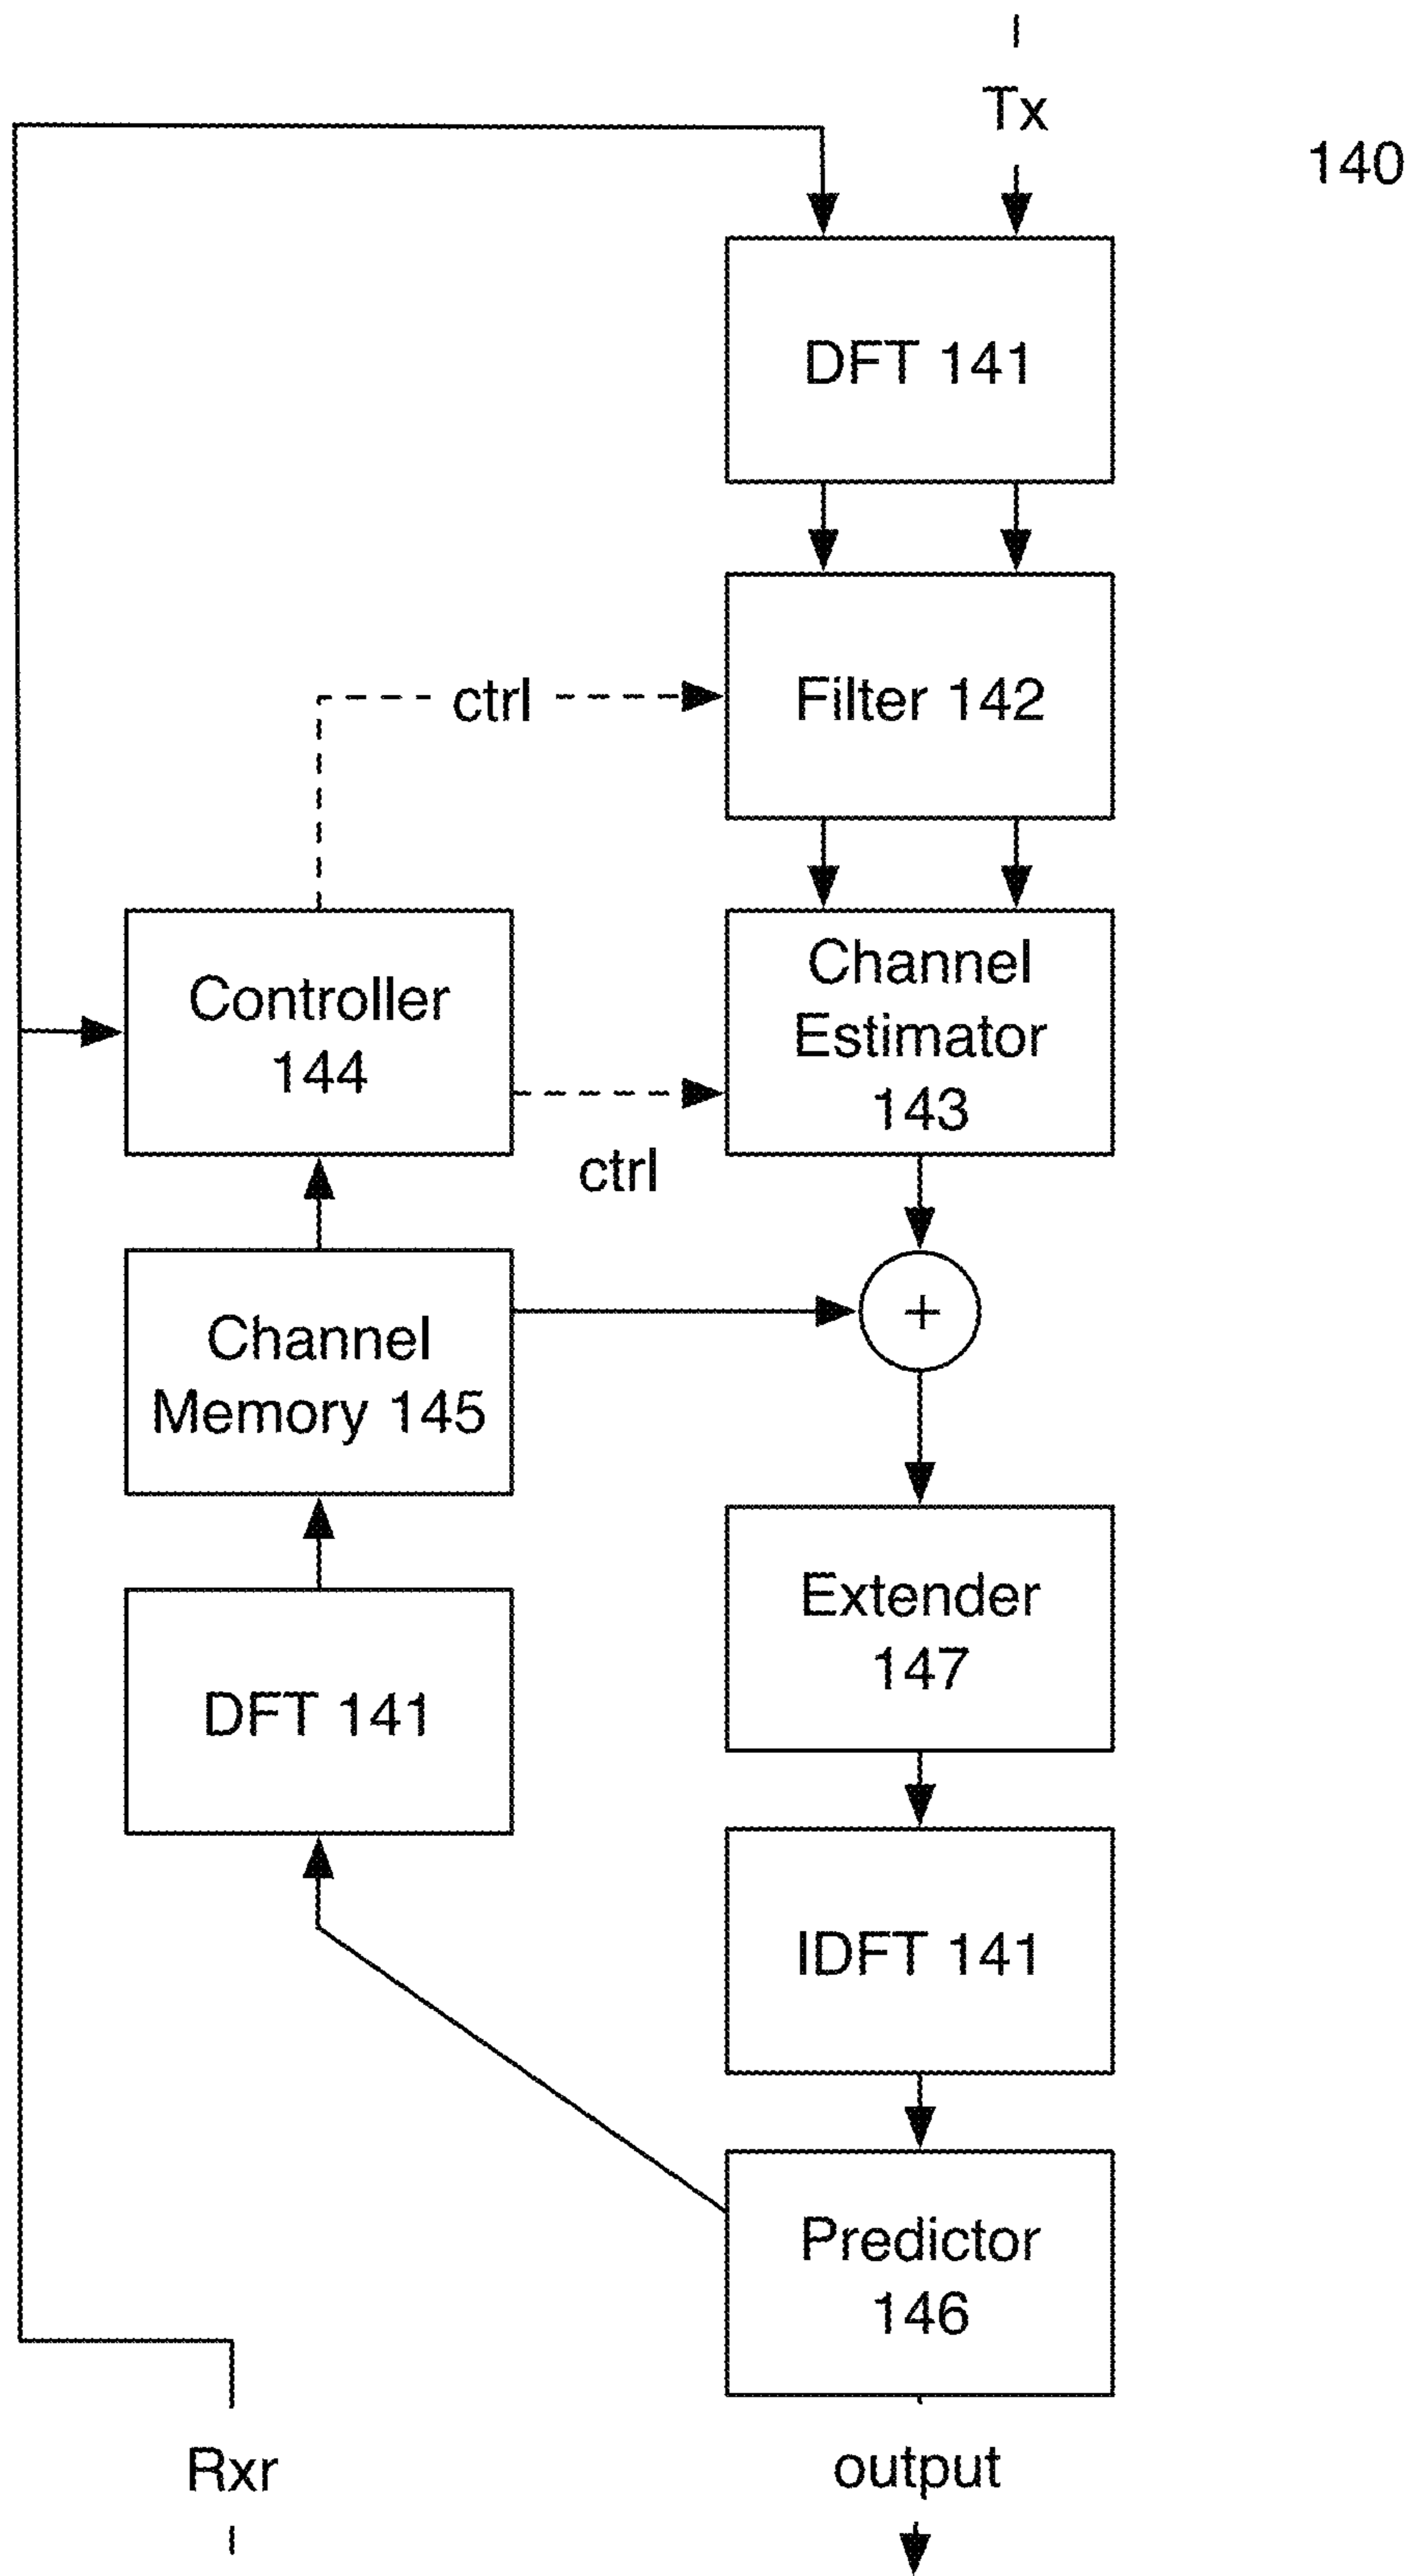 Tx
140
DFT 141
ctrl
Filter 142
Controller
144
Channel
Estimator
143
ctrl
Channel
Memory 145
+
Extender
147
DFT 141
IDFT 141
Predictor
146
Rxr
output